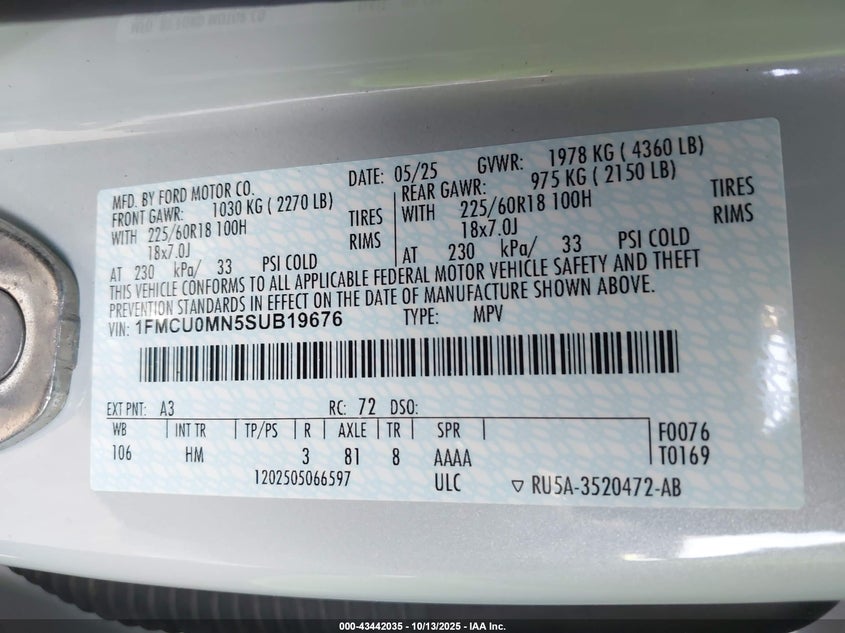 MFD. BY FORD MOTOR CO. DATE: 05/25 GVWR: 1978 KG ( 4360 LB)
FRONT GAWR: 1030 KG ( 2270 LB) REAR GAWR: 975 KG ( 2150 LB)
WITH 225/60R18 100H TIRES WITH 225/60R18 100H TIRES
18x7.0J RIMS 18x7.0J RIMS
AT 230 kPa/ 33 PSI COLD AT 230 kPa/ 33 PSI COLD
THIS VEHICLE CONFORMS TO ALL APPLICABLE FEDERAL MOTOR VEHICLE SAFETY AND THEFT
PREVENTION STANDARDS IN EFFECT ON THE DATE OF MANUFACTURE SHOWN ABOVE.
VIN: 1FMCU0MN5SUB19676 TYPE: MPV
EXT PNT: A3 RC: 72 DSO:
WB INT TR TP/PS R AXLE TR SPR F0076
106 HM 3 81 8 AAAA T0169
1202505066597 ULC RU5A-3520472-AB
000-43442035 - 10/13/2025 - IAA Inc.